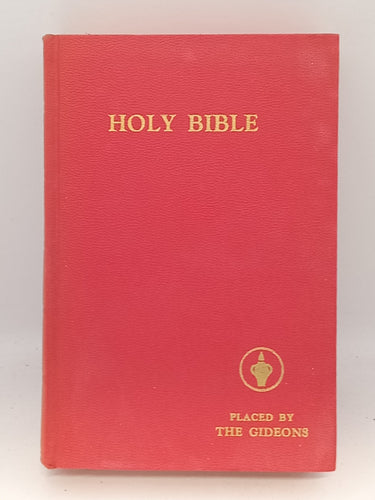 HOLY BIBLE
PLACED BY
THE GIDEONS